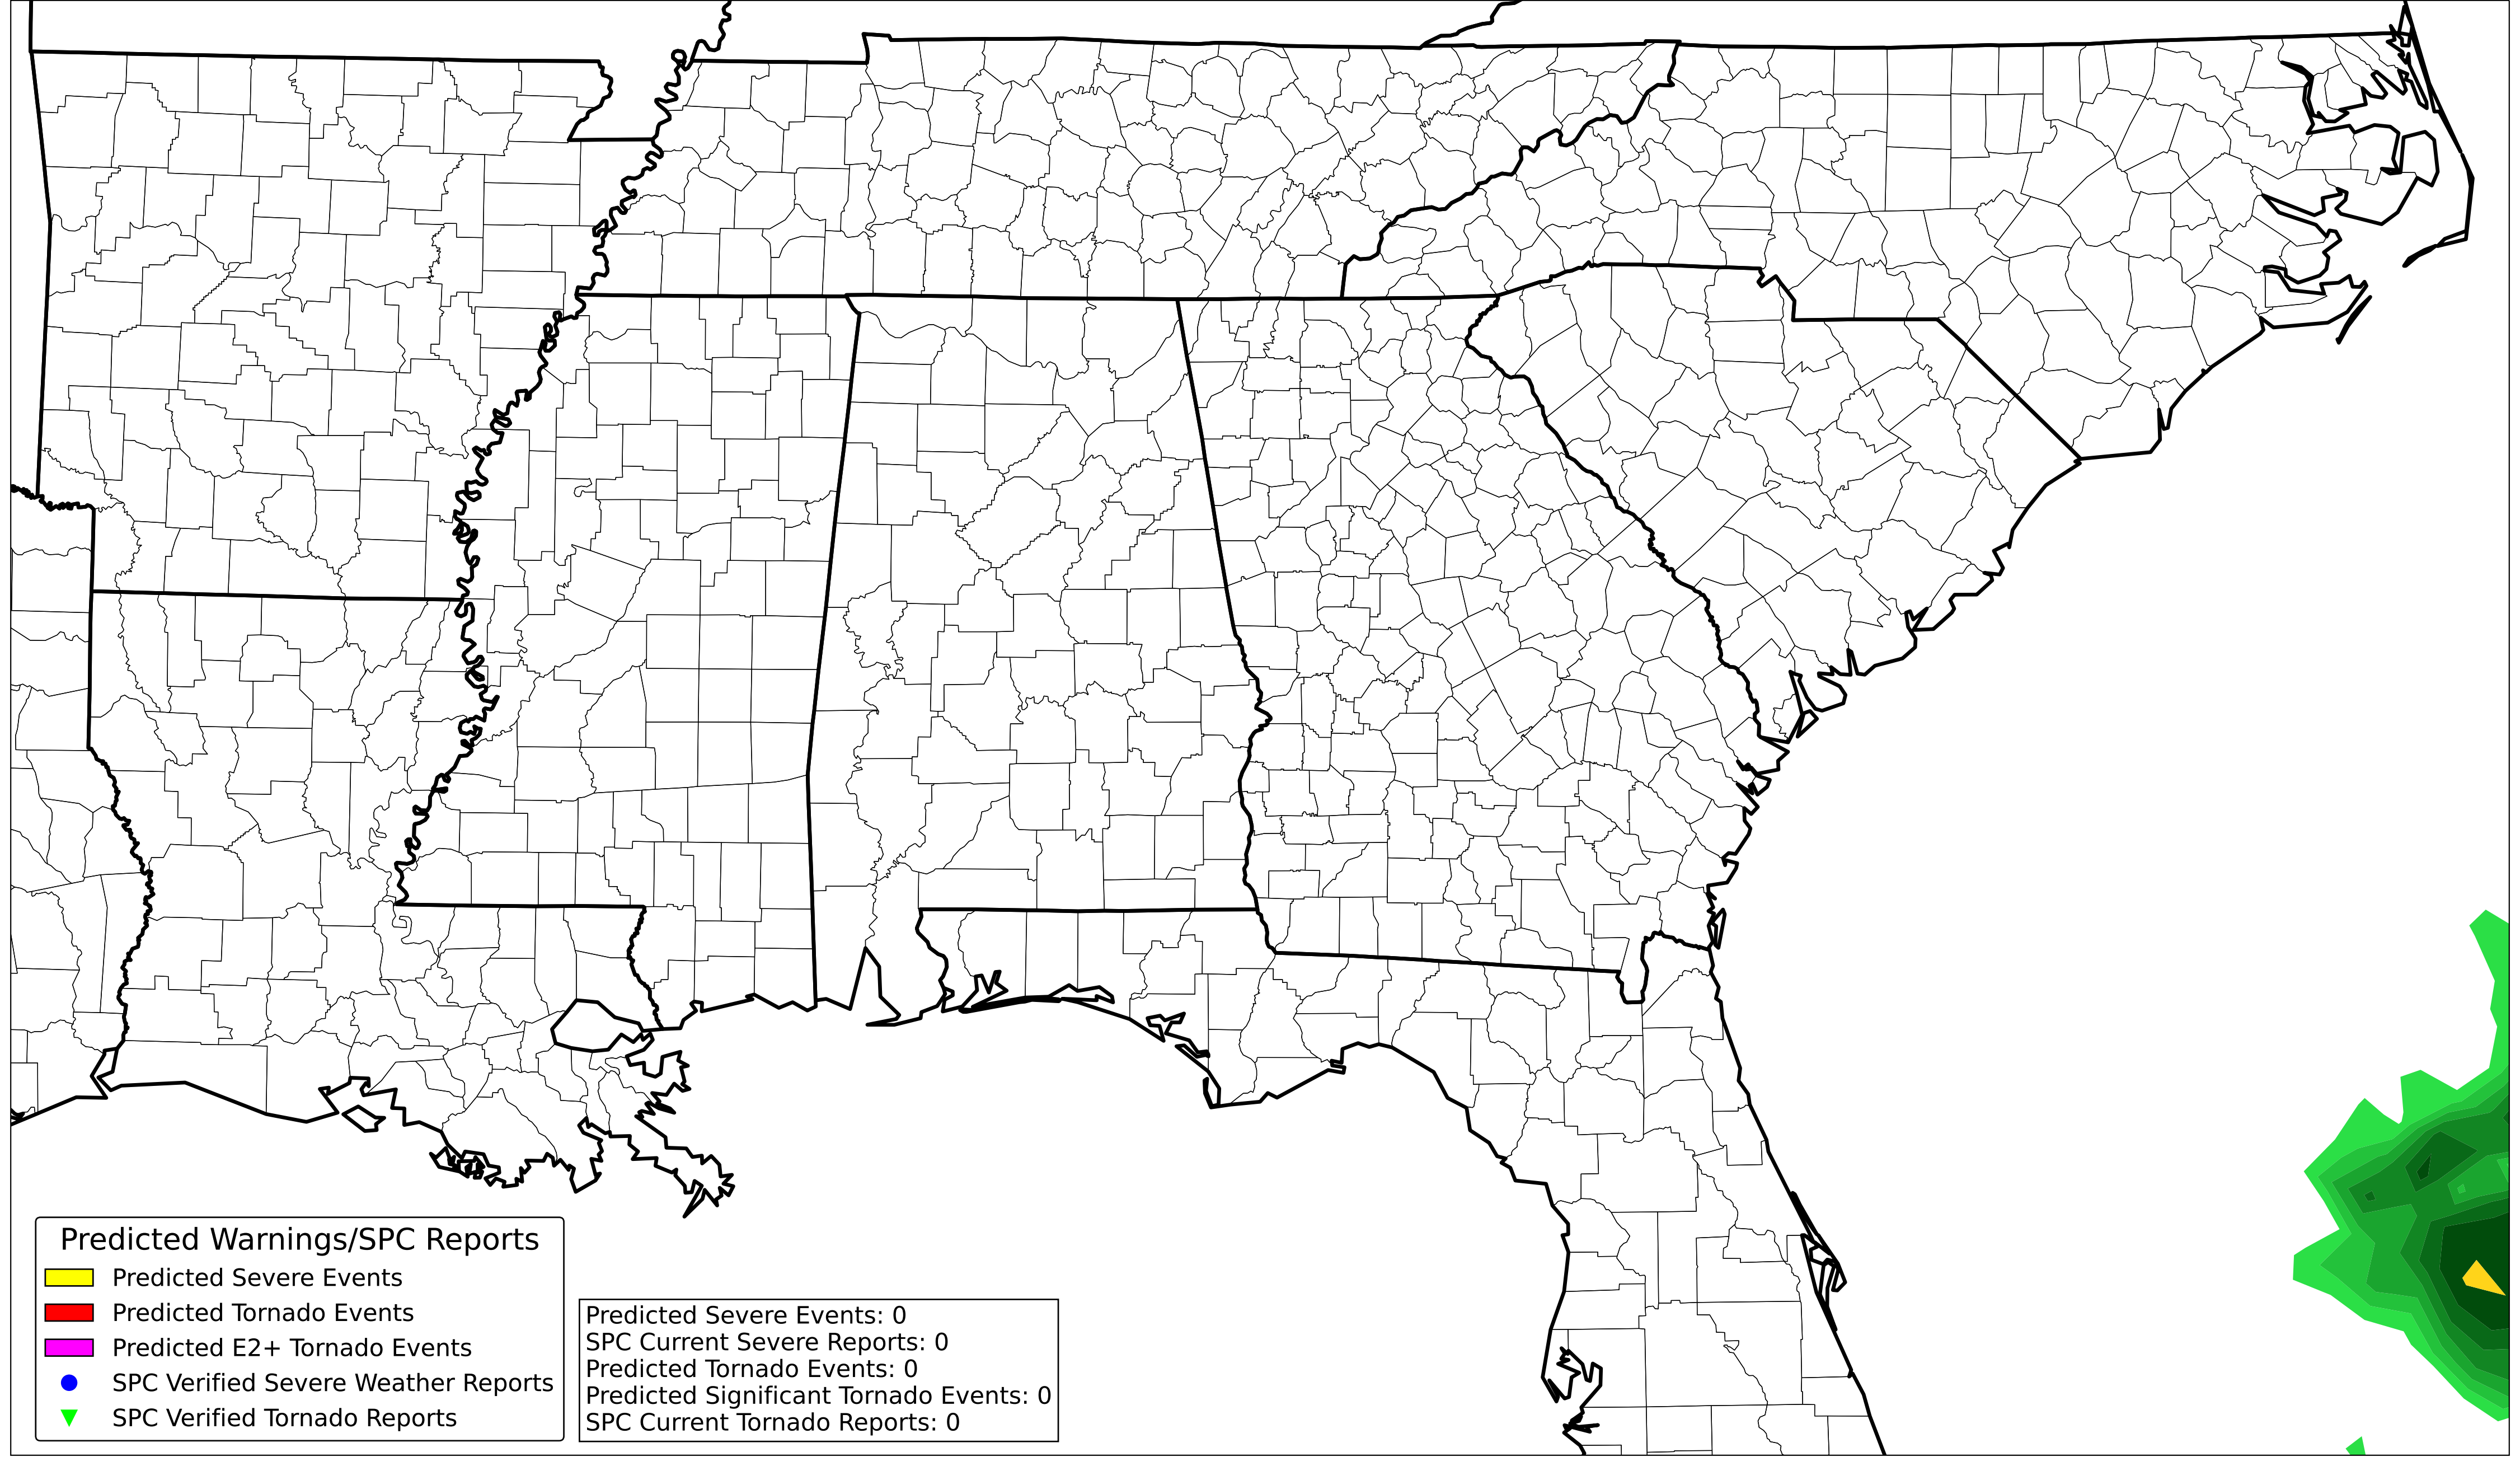 Predicted Warnings/SPC Reports
Predicted Severe Events
Predicted Tornado Events
Predicted E2+ Tornado Events
SPC Verified Severe Weather Reports
SPC Verified Tornado Reports
Predicted Severe Events: 0
SPC Current Severe Reports: 0
Predicted Tornado Events: 0
Predicted Significant Tornado Events: 0
SPC Current Tornado Reports: 0